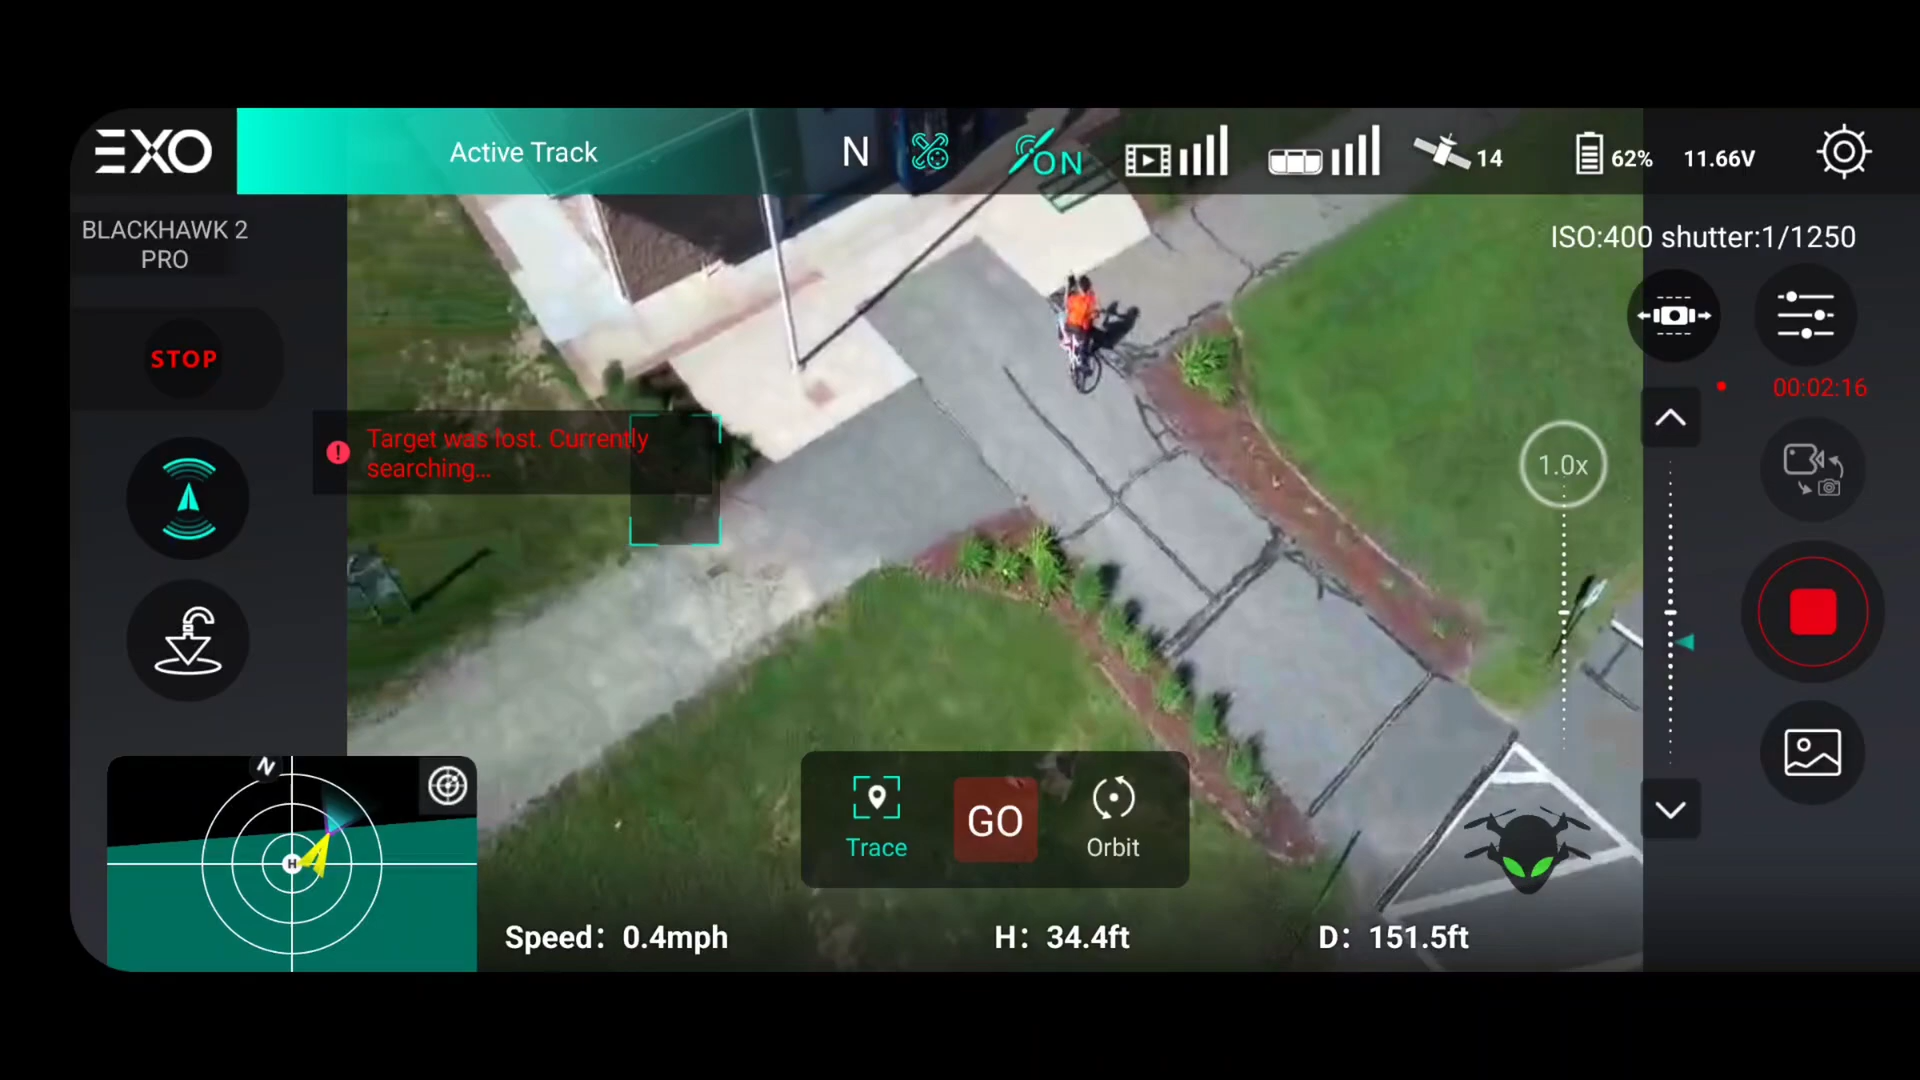 EXO
Active Track
N
ON
14
62%
11.66V
BLACKHAWK 2
PRO
ISO:400 shutter:1/1250
STOP
00:02:16
Target was lost. Currently
searching...
1.0x
N
H
Trace
GO
Orbit
Speed: 0.4mph
H: 34.4ft
D: 151.5ft